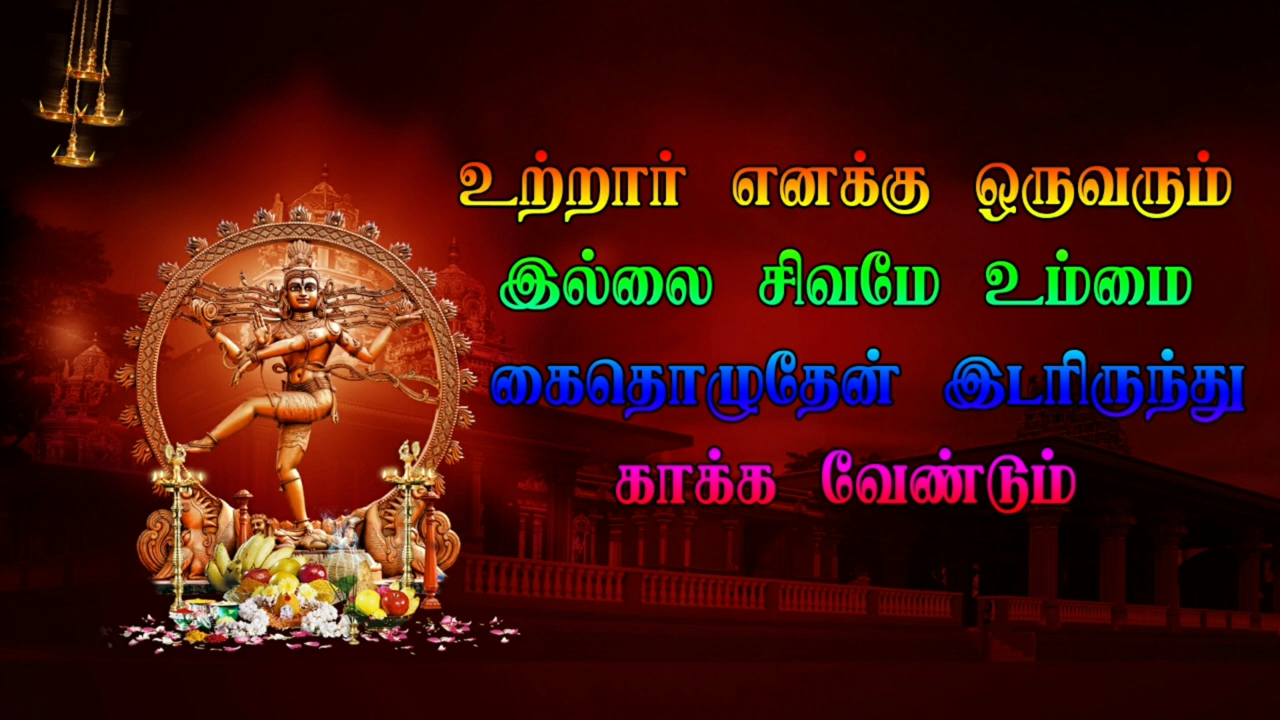 உற்றார் எனக்கு ஒருவரும்
இல்லை சிவமே உம்மை
கைதொழுதேன் இடரிருந்து
காக்க வேண்டும்